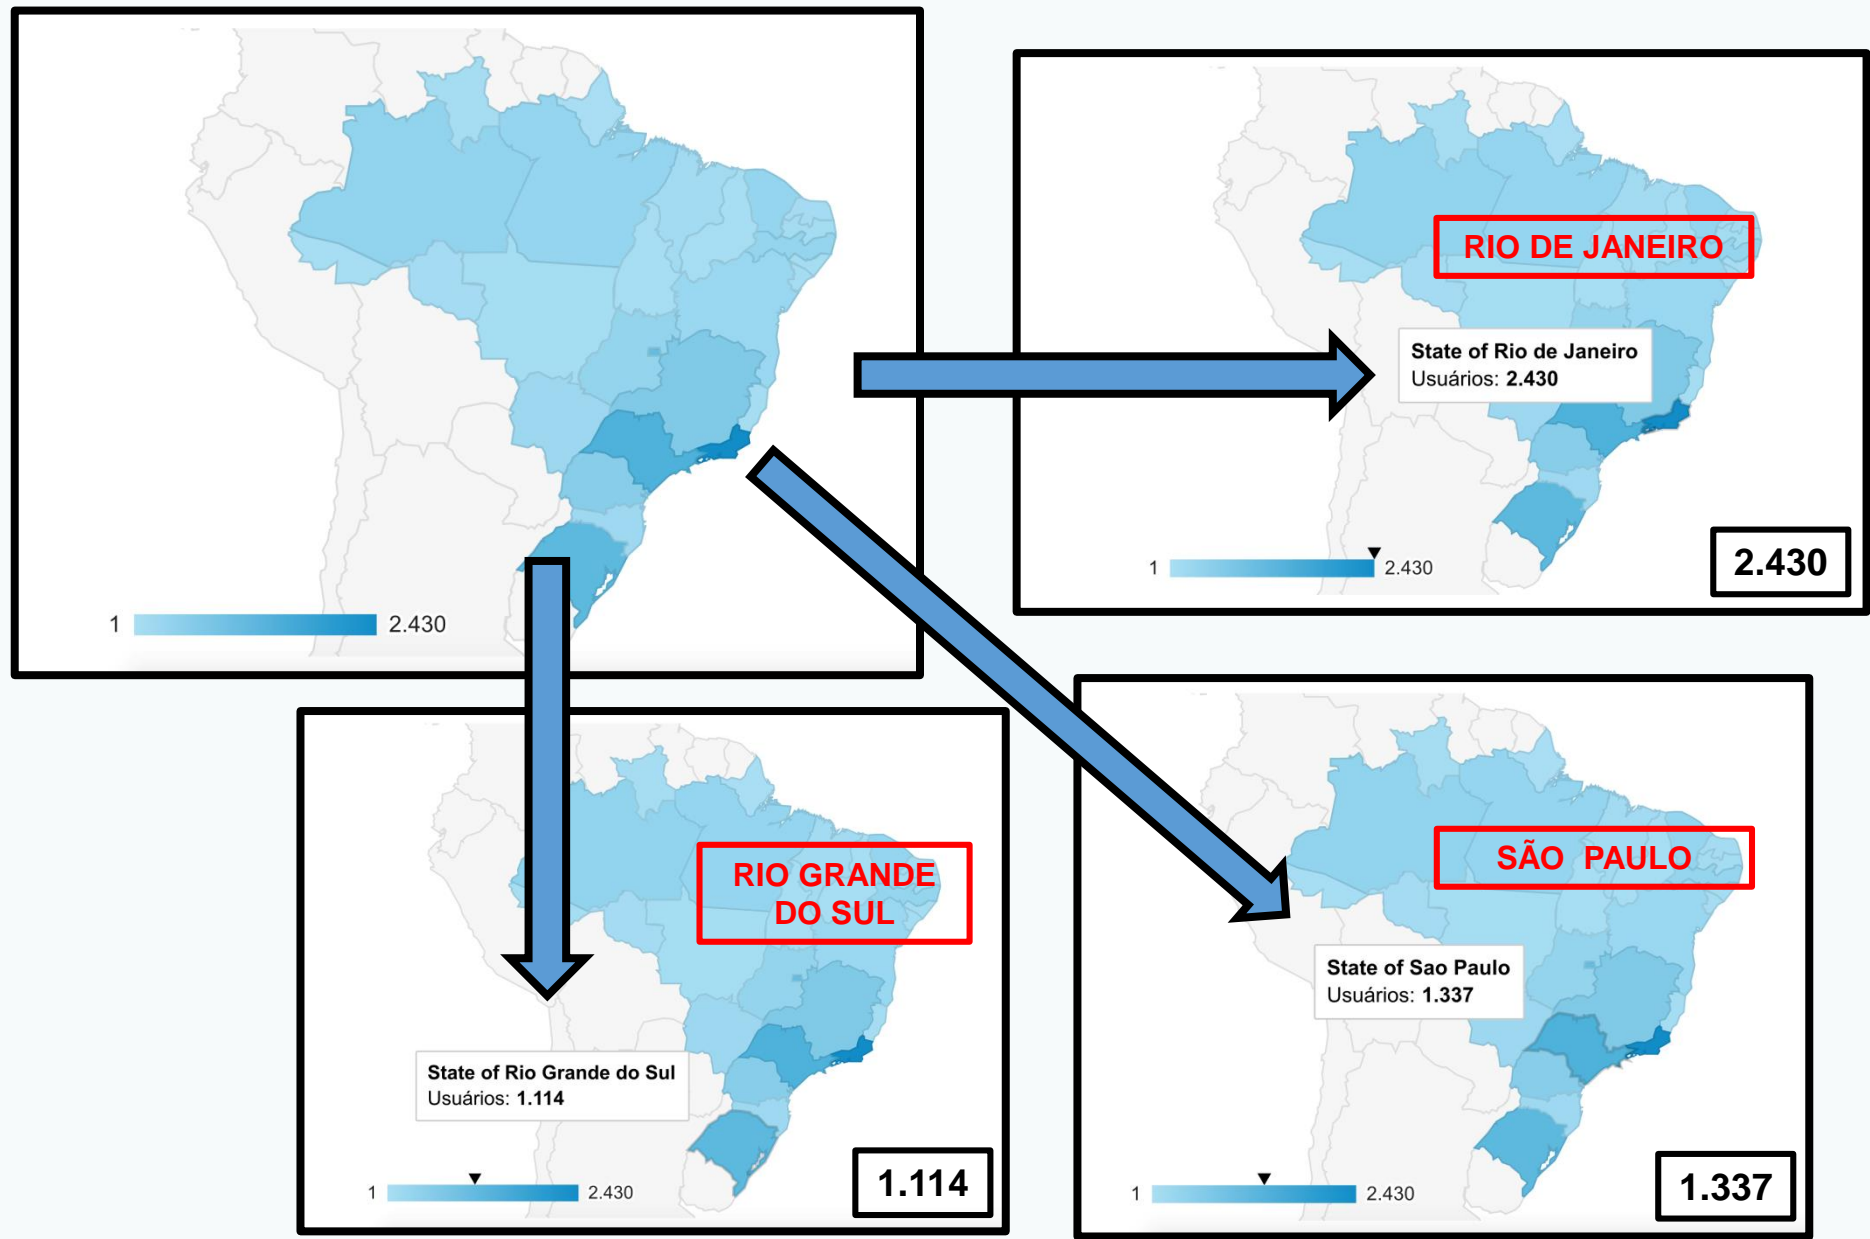 1 2.430
RIO DE JANEIRO
State of Rio de Janeiro
Usuários: 2.430
1 2.430
2.430
RIO GRANDE
DO SUL
State of Rio Grande do Sul
Usuários: 1.114
1 2.430
1.114
SÃO PAULO
State of Sao Paulo
Usuários: 1.337
1 2.430
1.337